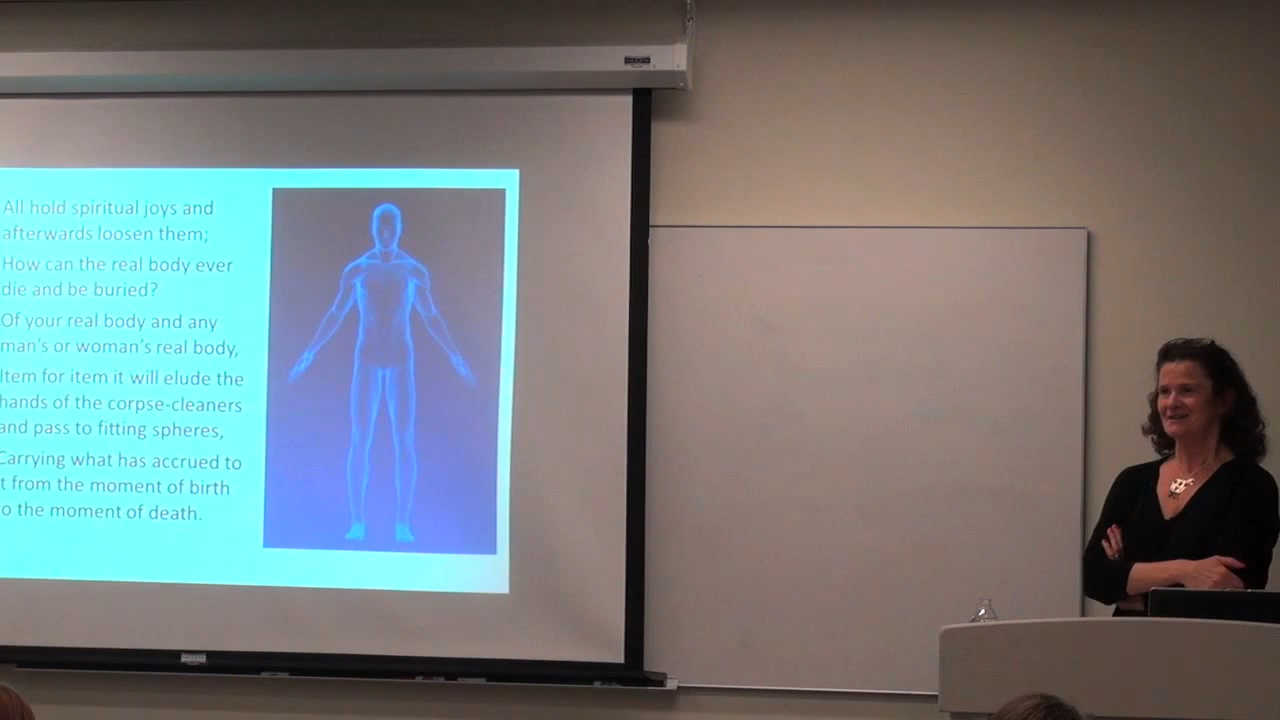 All hold spiritual joys and
afterwards loosen them;
How can the real body ever
die and be buried?
Of your real body and any
man's or woman's real body,
Item for item it will elude the
hands of the corpse-cleaners
and pass to fitting spheres,
Carrying what has accrued to
t from the moment of birth
o the moment of death.